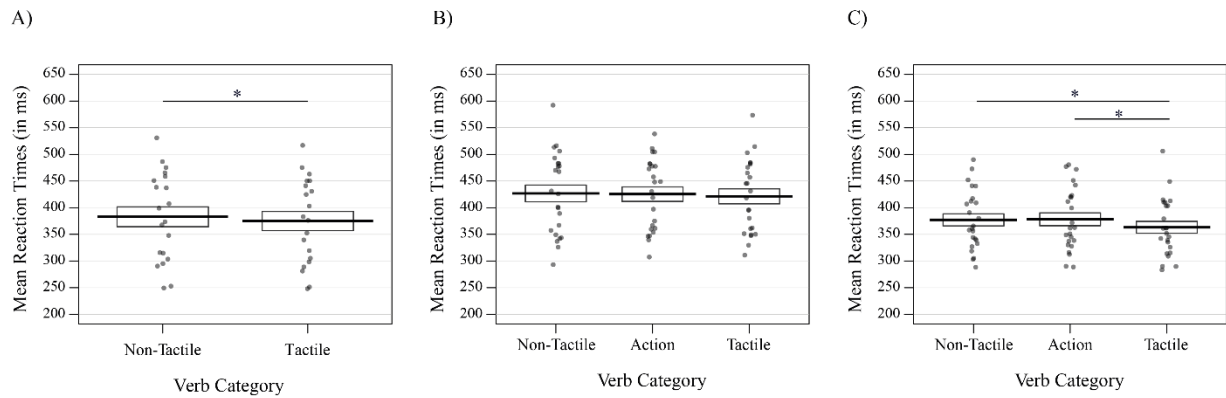 A)
Mean Reaction Times (in ms)
650
600
550
500
450
400
350
300
250
200
*
Non-Tactile Tactile
Verb Category
B)
Mean Reaction Times (in ms)
650
600
550
500
450
400
350
300
250
200
Non-Tactile Action Tactile
Verb Category
C)
Mean Reaction Times (in ms)
650
600
550
500
450
400
350
300
250
200
*
*
Non-Tactile Action Tactile
Verb Category